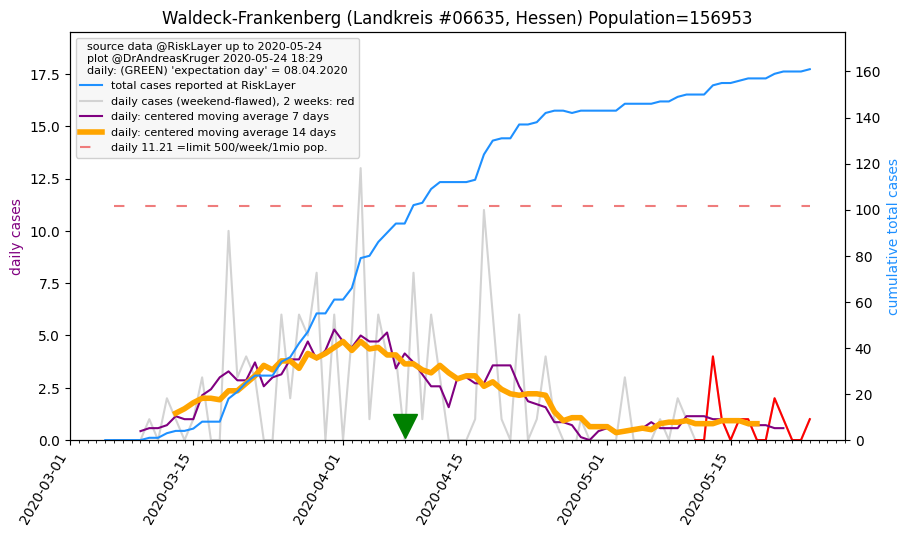 Waldeck-Frankenberg (Landkreis #06635, Hessen) Population=156953
source data @RiskLayer up to 2020-05-24
plot @DrAndreasKruger 2020-05-24 18:29
daily: (GREEN) 'expectation day' = 08.04.2020
total cases reported at RiskLayer
daily cases (weekend-flawed), 2 weeks: red
daily: centered moving average 7 days
daily: centered moving average 14 days
daily 11.21 =limit 500/week/1mio pop.
daily cases
17.5
15.0
12.5
10.0
7.5
5.0
2.5
0.0
cumulative total cases
160
140
120
100
80
60
40
20
0
2020-03-01
2020-03-15
2020-04-01
2020-04-15
2020-05-01
2020-05-15